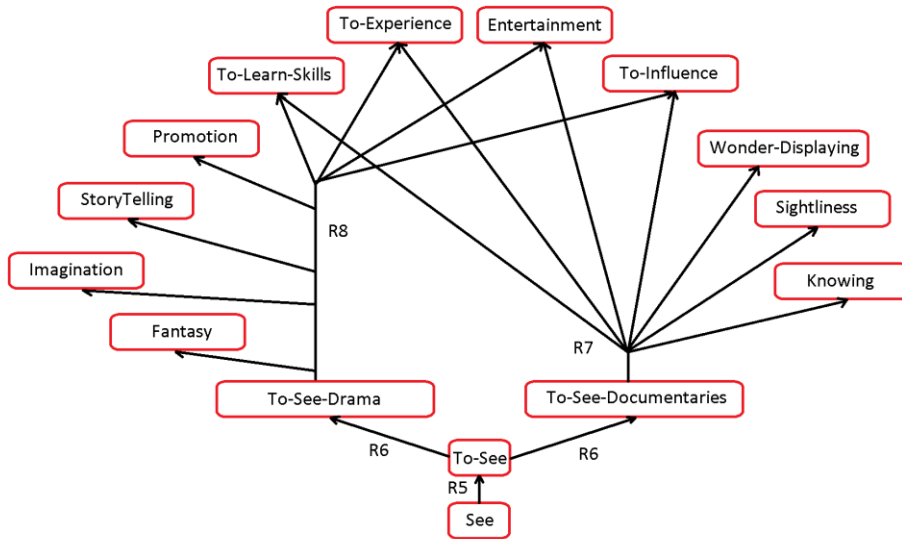 To-Experience
Entertainment
To-Learn-Skills
To-Influence
Promotion
Wonder-Displaying
StoryTelling
Sightliness
R8
Imagination
Knowing
Fantasy
R7
To-See-Drama
To-See-Documentaries
R6
To-See
R6
R5
See